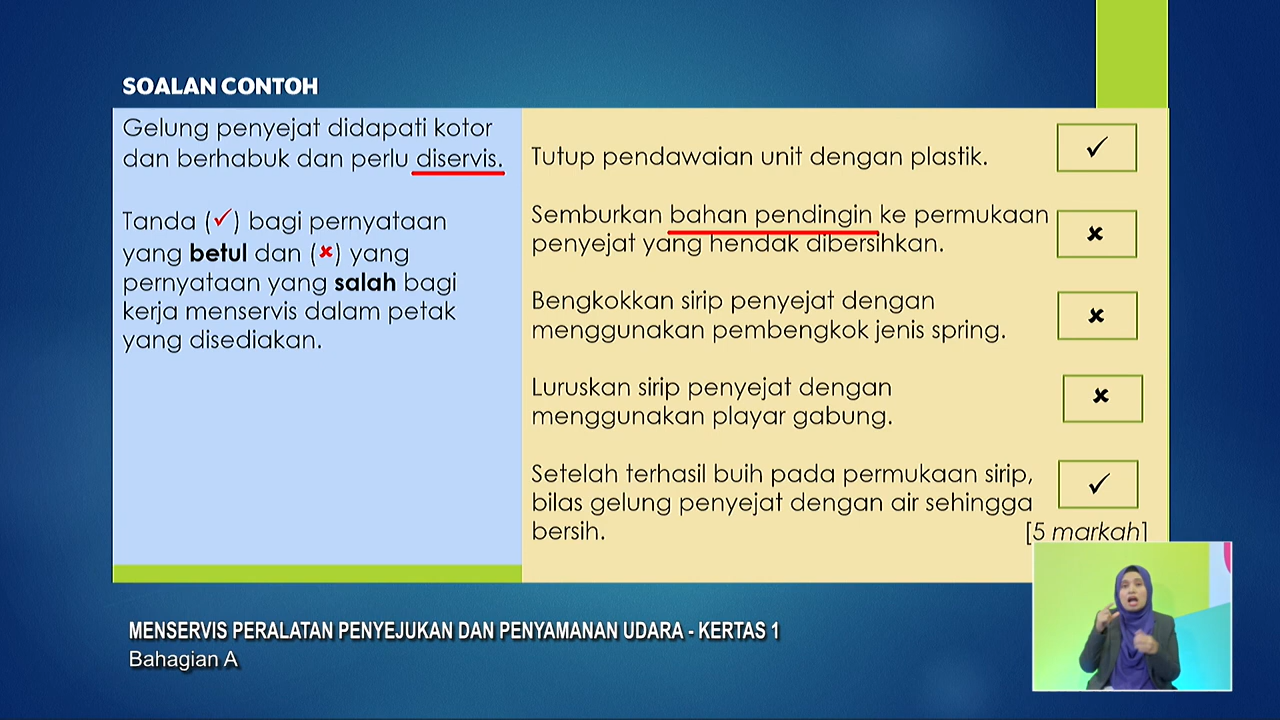 SOALAN CONTOH
Gelung penyejat didapati kotor
dan berhabuk dan perlu diservis.
Tanda (✓) bagi pernyataan
yang betul dan (✘) yang
pernyataan yang salah bagi
kerja menservis dalam petak
yang disediakan.
Tutup pendawaian unit dengan plastik. ✓
Semburkan bahan pendingin ke permukaan
penyejat yang hendak dibersihkan. ✘
Bengkokkan sirip penyejat dengan
menggunakan pembengkok jenis spring. ✘
Luruskan sirip penyejat dengan
menggunakan playar gabung. ✘
Setelah terhasil buih pada permukaan sirip, ✓
bilas gelung penyejat dengan air sehingga
bersih.
[5 markah]
MENSERVIS PERALATAN PENYEJUKAN DAN PENYAMANAN UDARA - KERTAS 1
Bahagian A